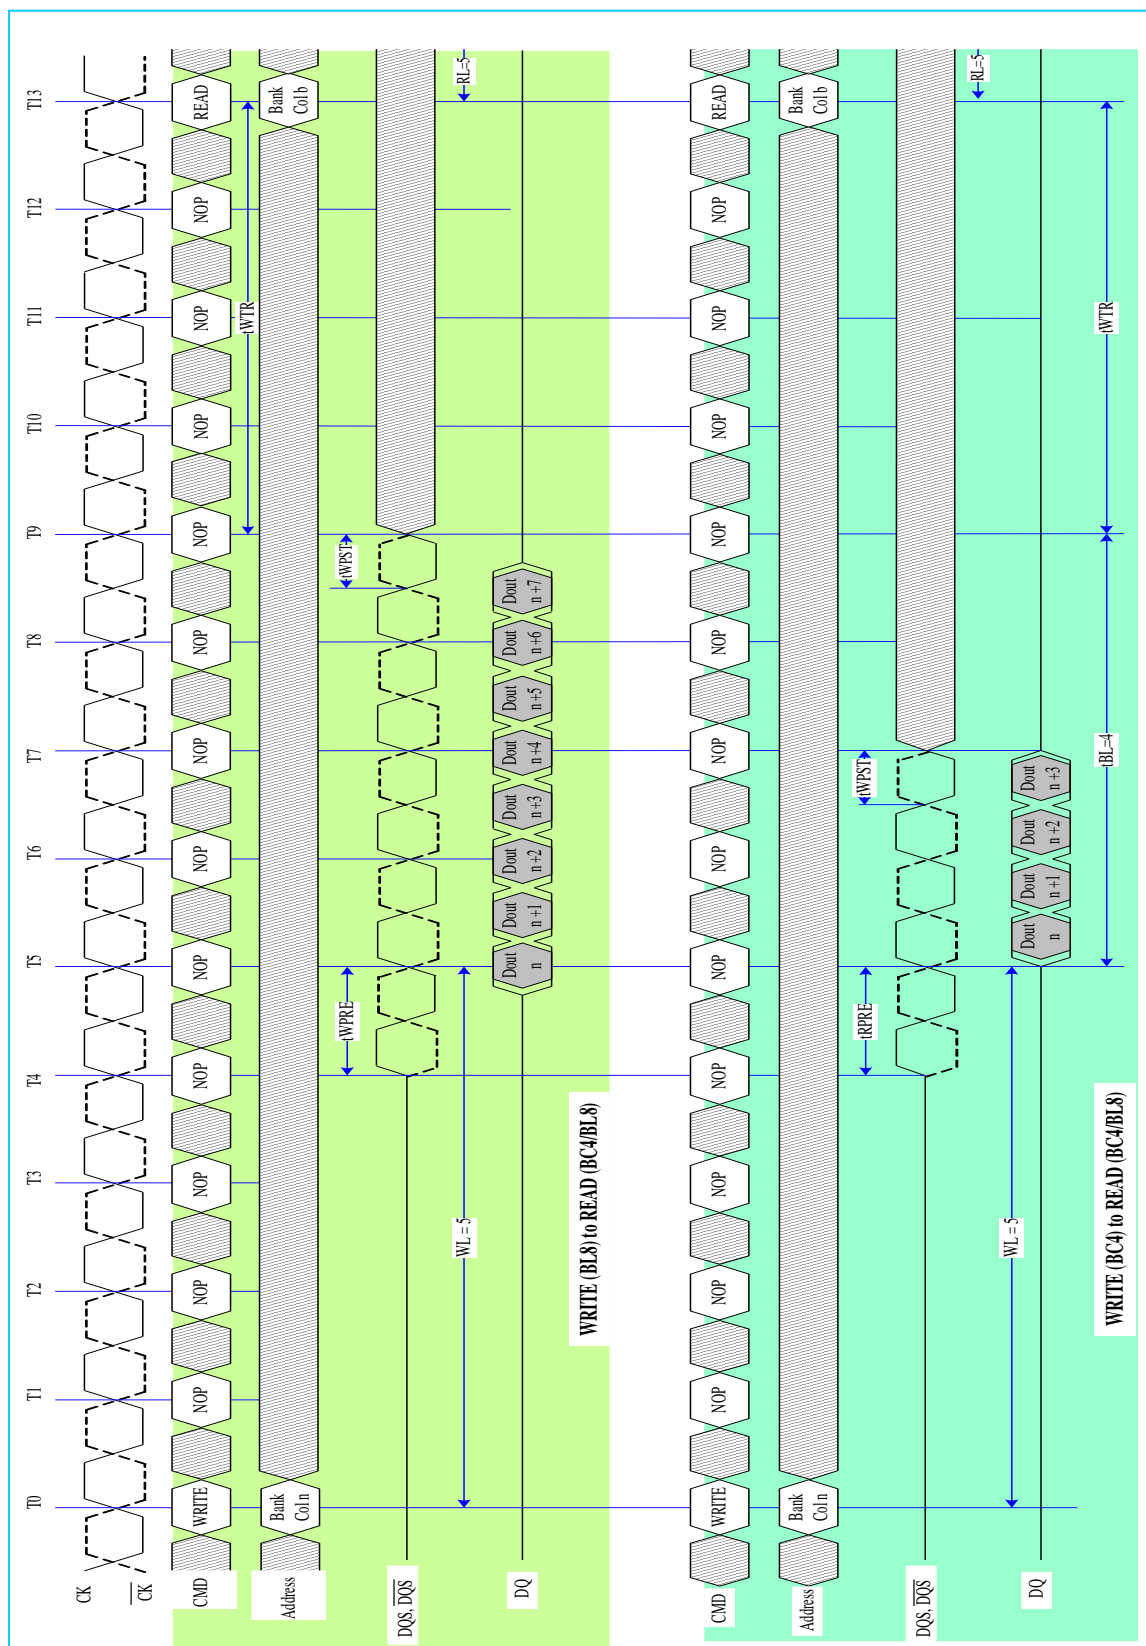 T0 T1 T2 T3 T4 T5 T6 T7 T8 T9 T10 T11 T12 T13
CK
CK
CMD WRITE NOP NOP NOP NOP NOP NOP NOP NOP NOP NOP NOP NOP READ
tWTR
Address Bank Bank
Col n Col b
tWPRE tWPST
DQS, DQS
WL = 5 RL=5
DQ Dout Dout Dout Dout Dout Dout Dout Dout
n n+1 n+2 n+3 n+4 n+5 n+6 n+7
WRITE (BL8) to READ (BC4/BL8)
CMD WRITE NOP NOP NOP NOP NOP NOP NOP NOP NOP NOP NOP NOP READ
Address Bank Bank
Col n Col b
tRPRE tWPST
DQS, DQS
RL=5
WL = 5
DQ Dout Dout Dout Dout
n n+1 n+2 n+3
tBL=4 tWTR
WRITE (BC4) to READ (BC4/BL8)